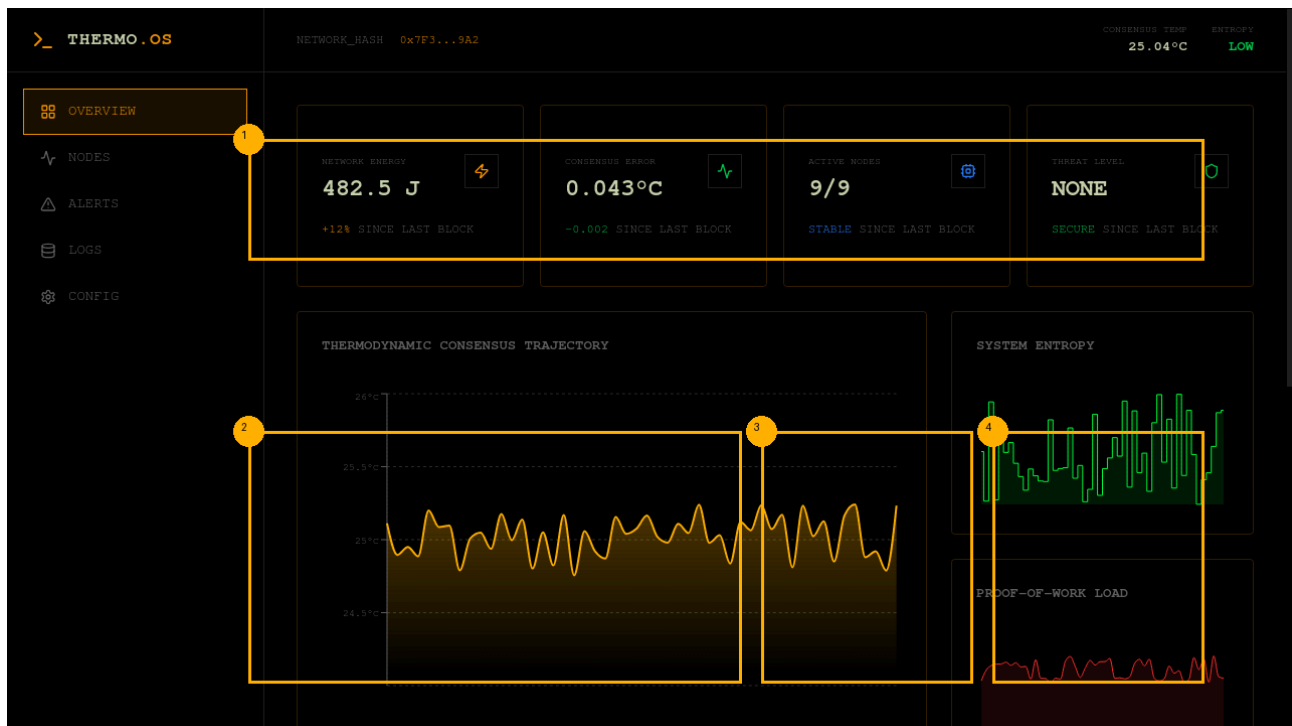 >_ THERMO.OS
NETWORK_HASH 0x7F3...9A2
CONSENSUS TEMP
25.04°C
ENTROPY
LOW
OVERVIEW
NODES
ALERTS
LOGS
CONFIG
1
NETWORK ENERGY
482.5 J
+12% SINCE LAST BLOCK
CONSENSUS ERROR
0.043°C
-0.002 SINCE LAST BLOCK
ACTIVE NODES
9/9
STABLE SINCE LAST BLOCK
THREAT LEVEL
NONE
SECURE SINCE LAST BLOCK
THERMODYNAMIC CONSENSUS TRAJECTORY
26°C
25.5°C
25°C
24.5°C
2
3
SYSTEM ENTROPY
4
PROOF-OF-WORK LOAD